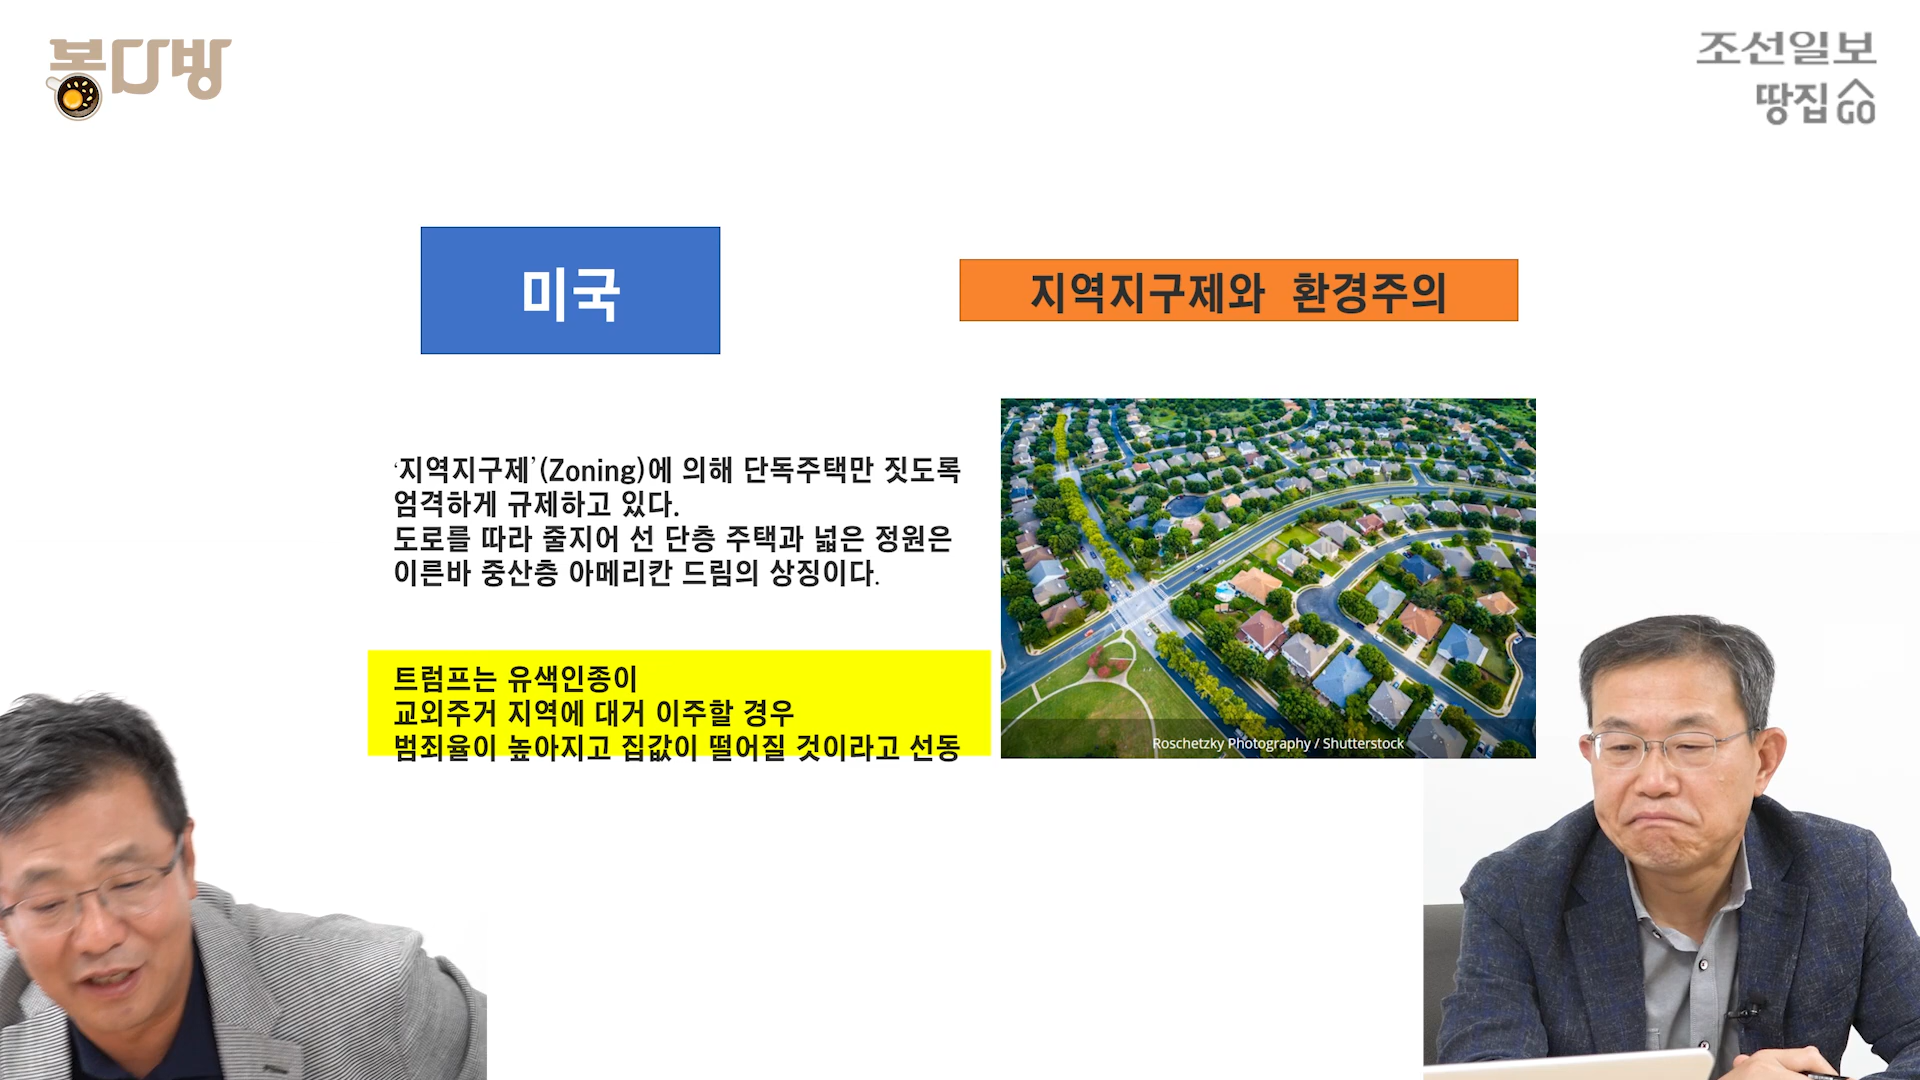 봉다방
조선일보
땅집GO
미국
지역지구제와 환경주의
‘지역지구제’(Zoning)에 의해 단독주택만 짓도록
엄격하게 규제하고 있다.
도로를 따라 줄지어 선 단층 주택과 넓은 정원은
이른바 중산층 아메리칸 드림의 상징이다.
트럼프는 유색인종이
교외주거 지역에 대거 이주할 경우
범죄율이 높아지고 집값이 떨어질 것이라고 선동
Roschetzky Photography / Shutterstock